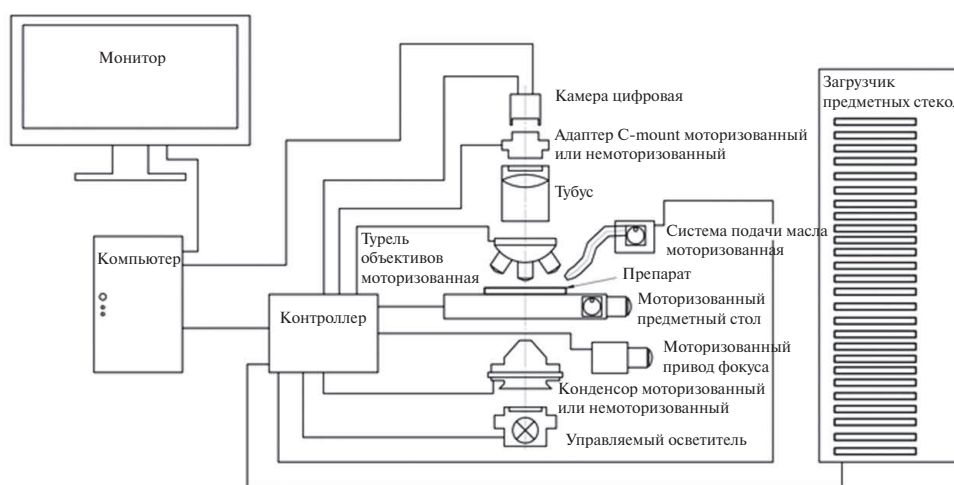 Монитор
Загрузчик
предметных стекол
Камера цифровая
Адаптер C-mount моторизованный
или немоторизованный
Тубус
Турель
объективов
моторизованная
Система подачи масла
моторизованная
Компьютер
Препарат
Контроллер
Моторизованный
предметный стол
Моторизованный
привод фокуса
Конденсор моторизованный
или немоторизованный
Управляемый осветитель